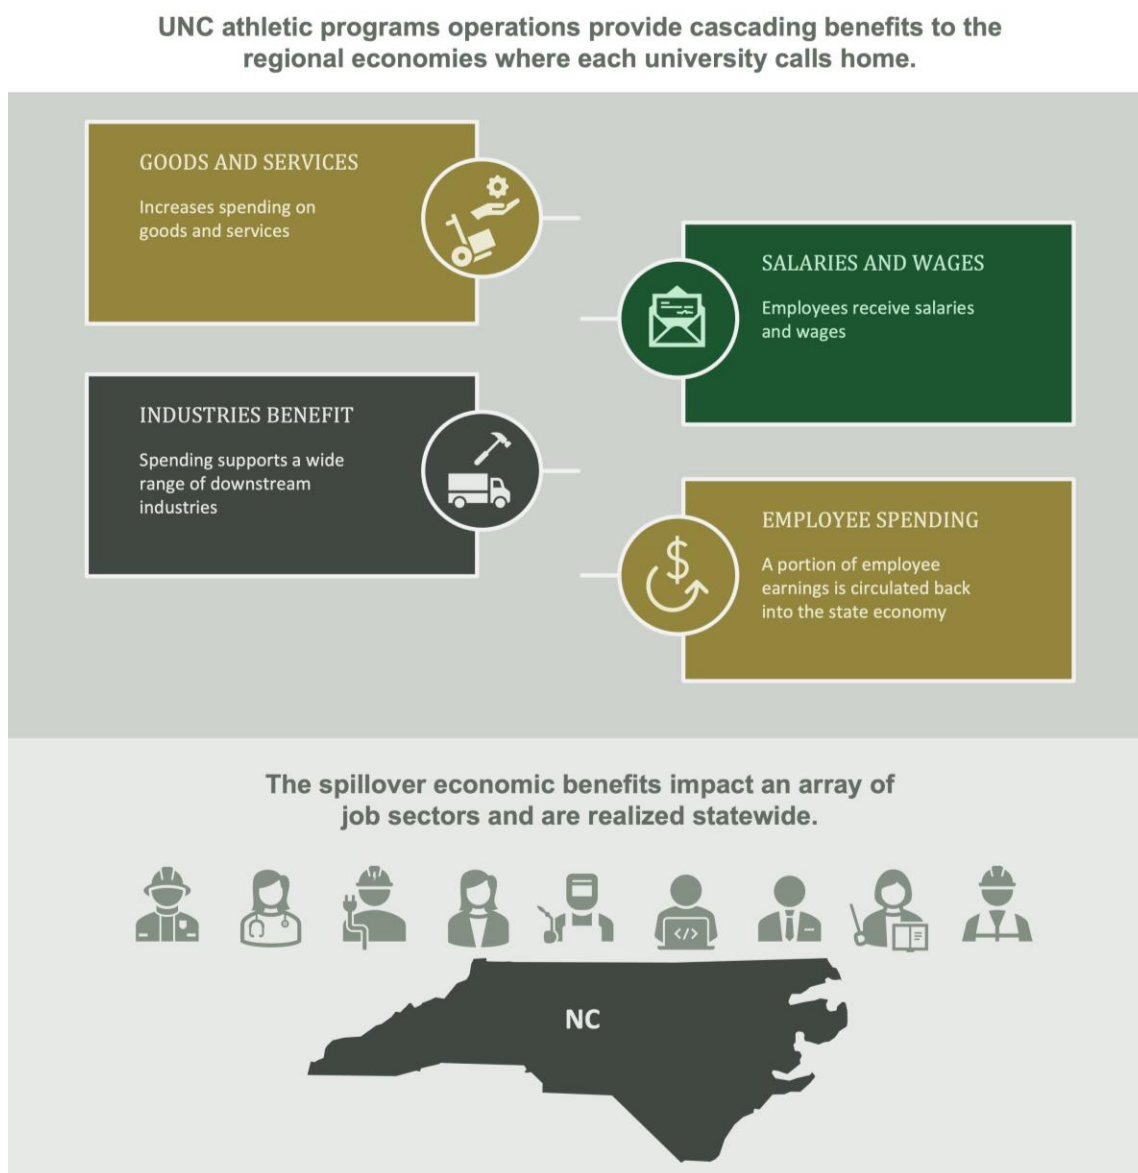 UNC athletic programs operations provide cascading benefits to the
regional economies where each university calls home.
GOODS AND SERVICES
Increases spending on
goods and services
SALARIES AND WAGES
Employees receive salaries
and wages
INDUSTRIES BENEFIT
Spending supports a wide
range of downstream
industries
EMPLOYEE SPENDING
$
A portion of employee
earnings is circulated back
into the state economy
The spillover economic benefits impact an array of
job sectors and are realized statewide.
</>
NC